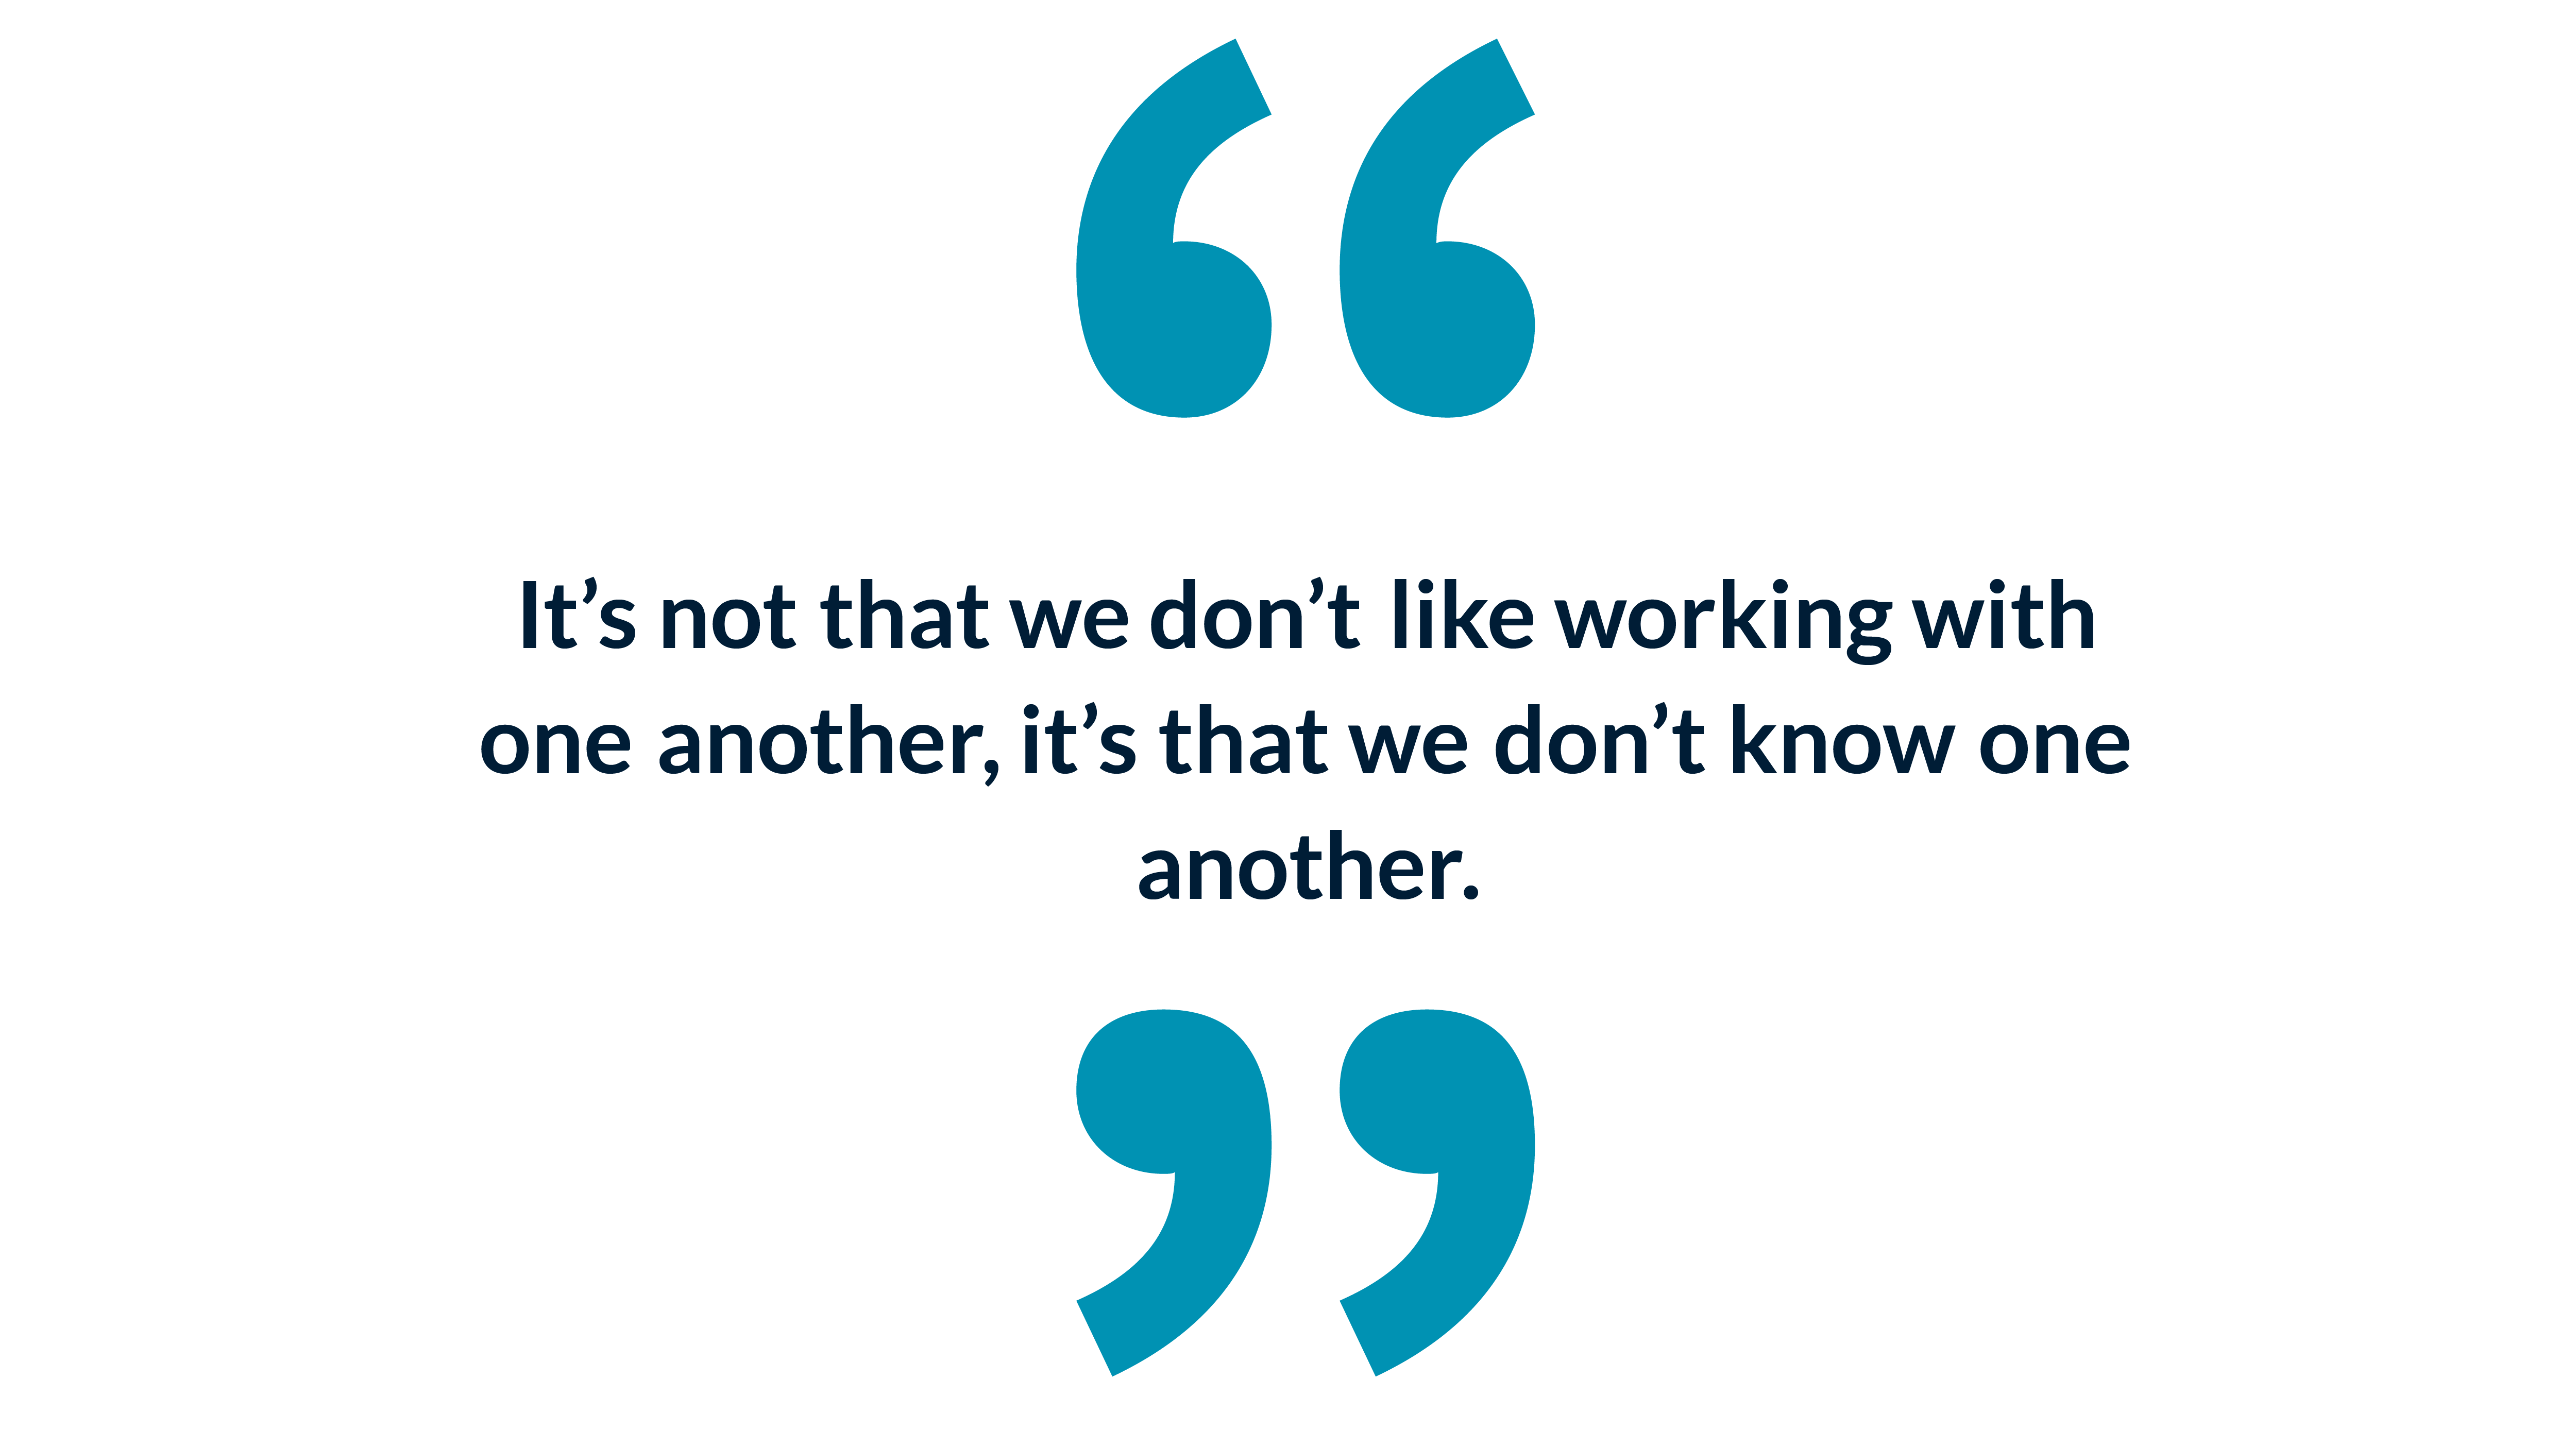 “
It’s not that we don’t like working with
one another, it’s that we don’t know one
another.
”